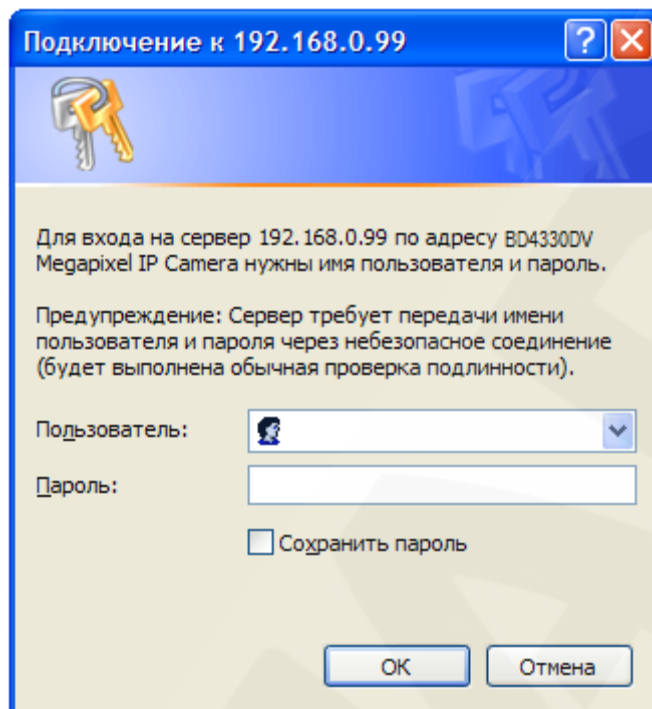 Подключение к 192.168.0.99
Для входа на сервер 192.168.0.99 по адресу BD4330DV
Megapixel IP Camera нужны имя пользователя и пароль.
Предупреждение: Сервер требует передачи имени
пользователя и пароля через небезопасное соединение
(будет выполнена обычная проверка подлинности).
Пользователь:
Пароль:
Сохранить пароль
ОК Отмена